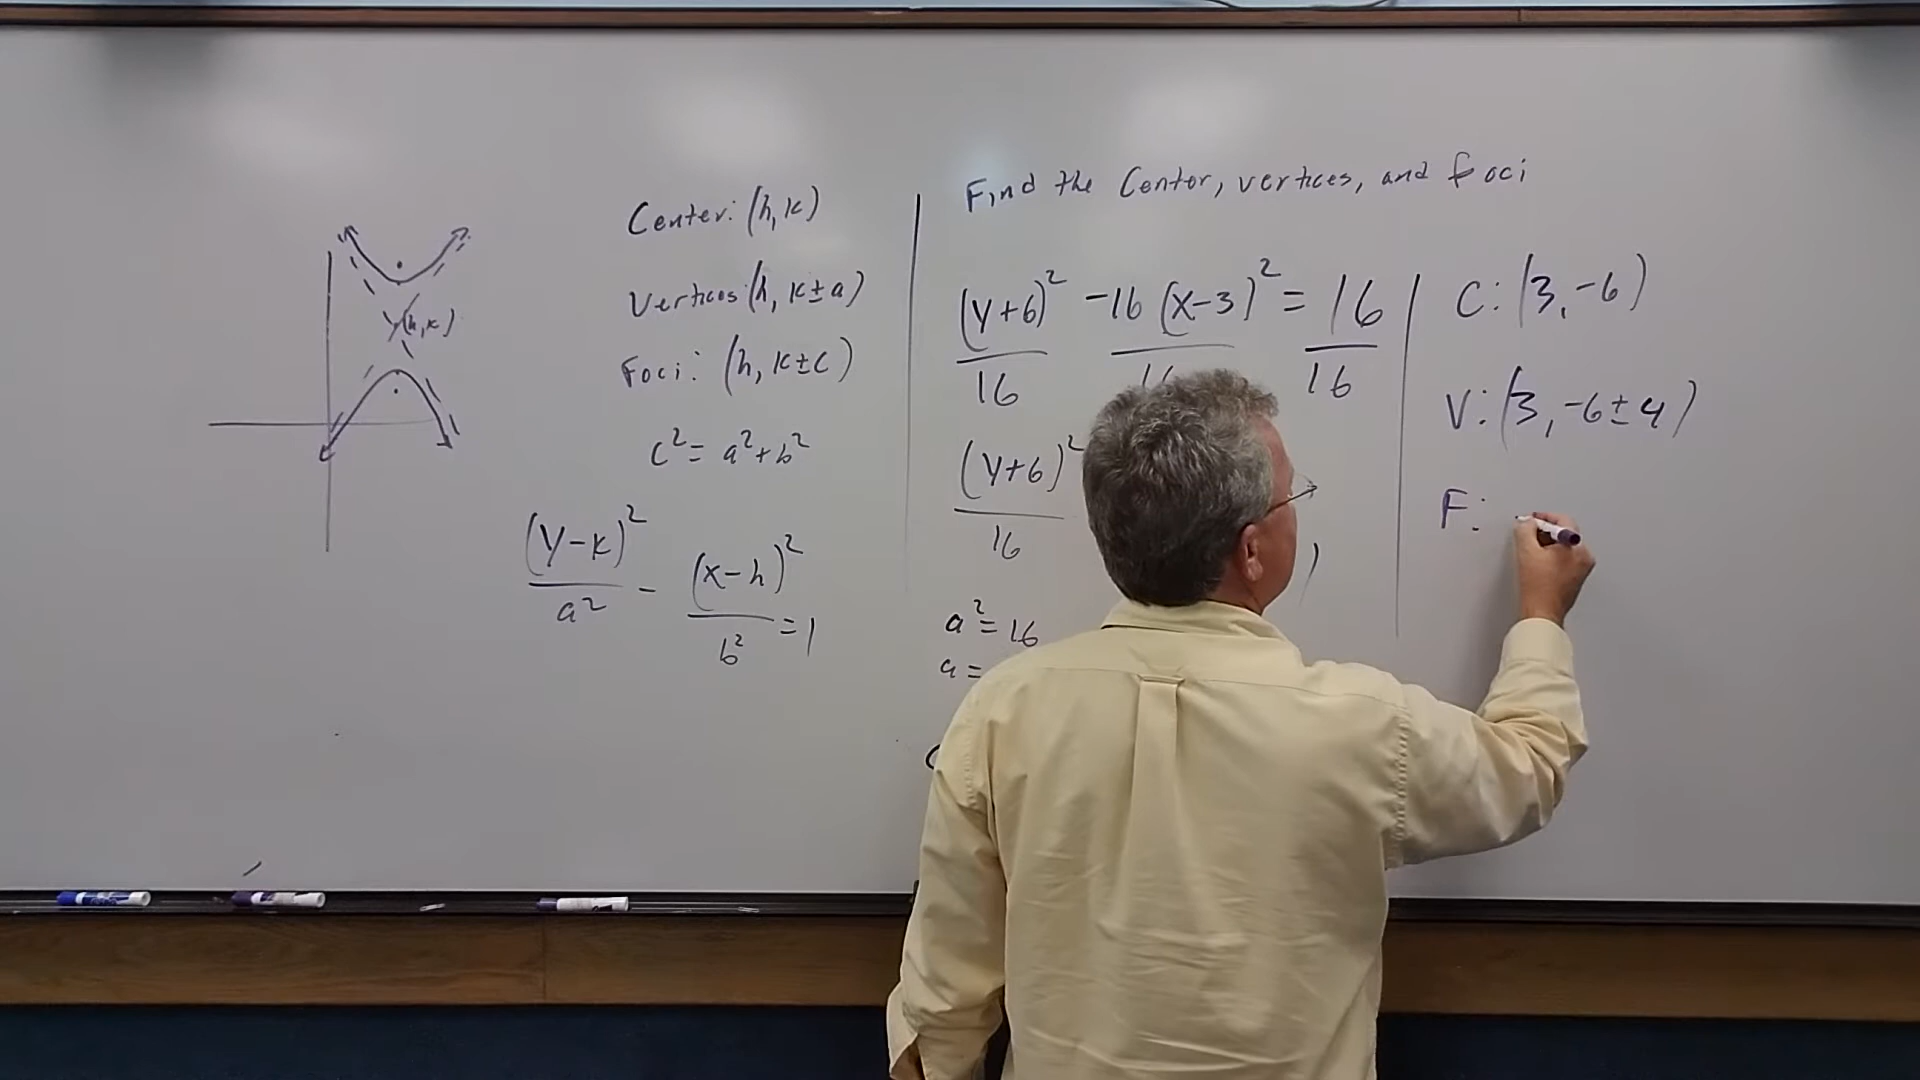 (h, k)
Center: (h, k)
Vertices (h, k±a)
Foci: (h, k±c)
c² = a² + b²
(y-k)²/a² - (x-h)²/b² = 1
Find the Center, vertices, and foci
(y+6)²/16 - 16(x-3)²/16 = 16/16
(y+6)²/16
a² = 16
a =
C: (3, -6)
V: (3, -6±4)
F: